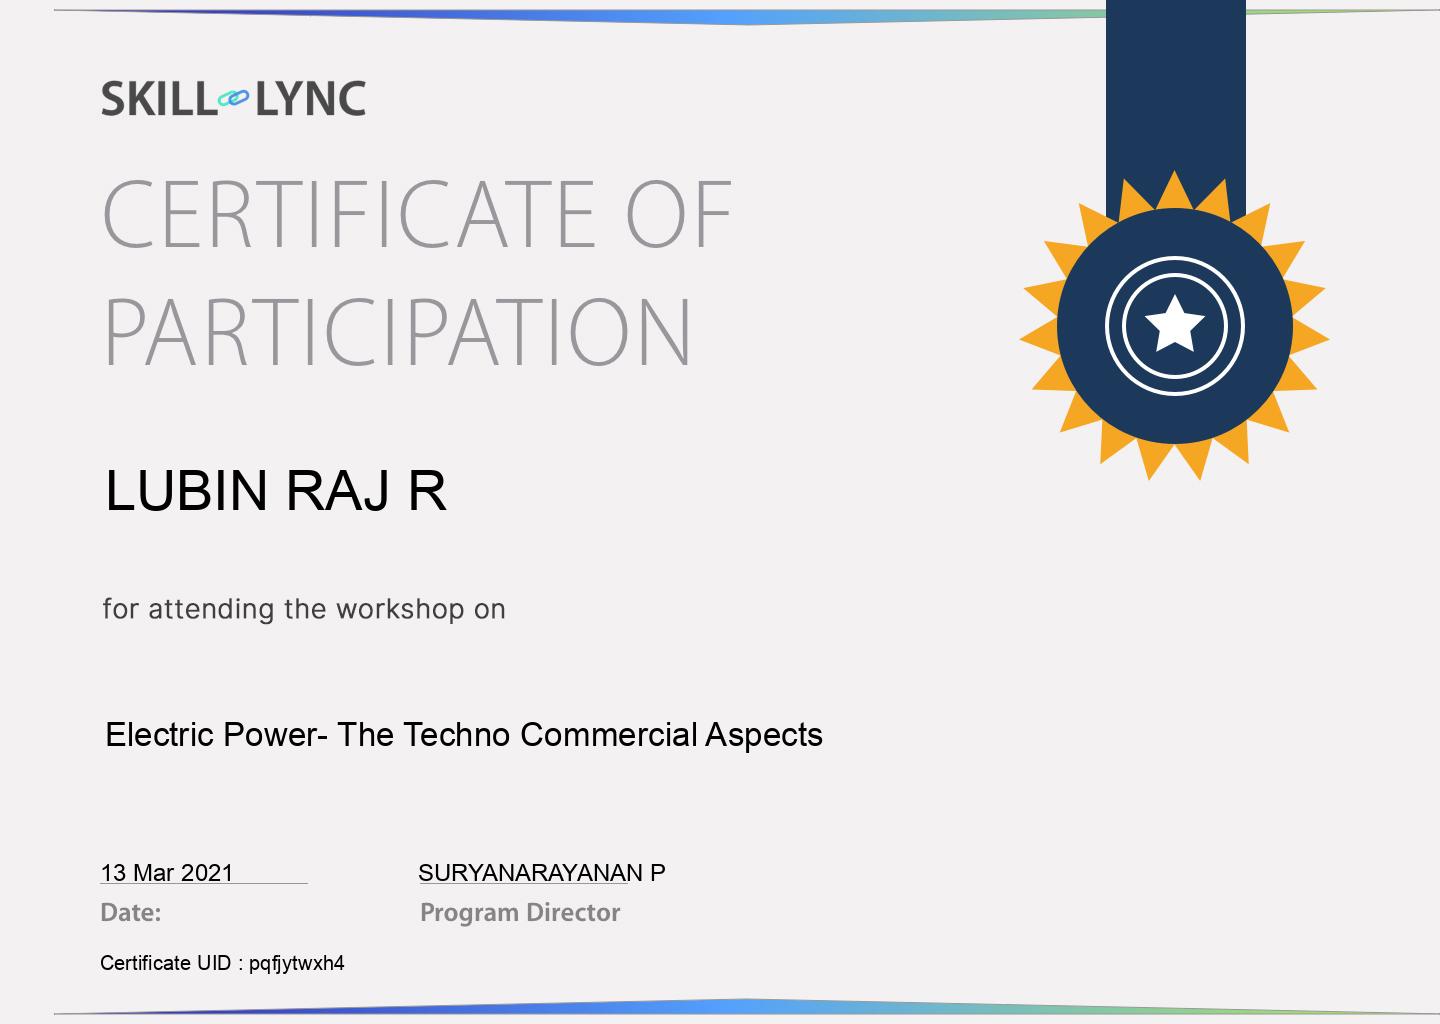 SKILL LYNC
CERTIFICATE OF
PARTICIPATION
LUBIN RAJ R
for attending the workshop on
Electric Power- The Techno Commercial Aspects
13 Mar 2021
SURYANARAYANAN P
Date:
Program Director
Certificate UID : pqfjytwxh4